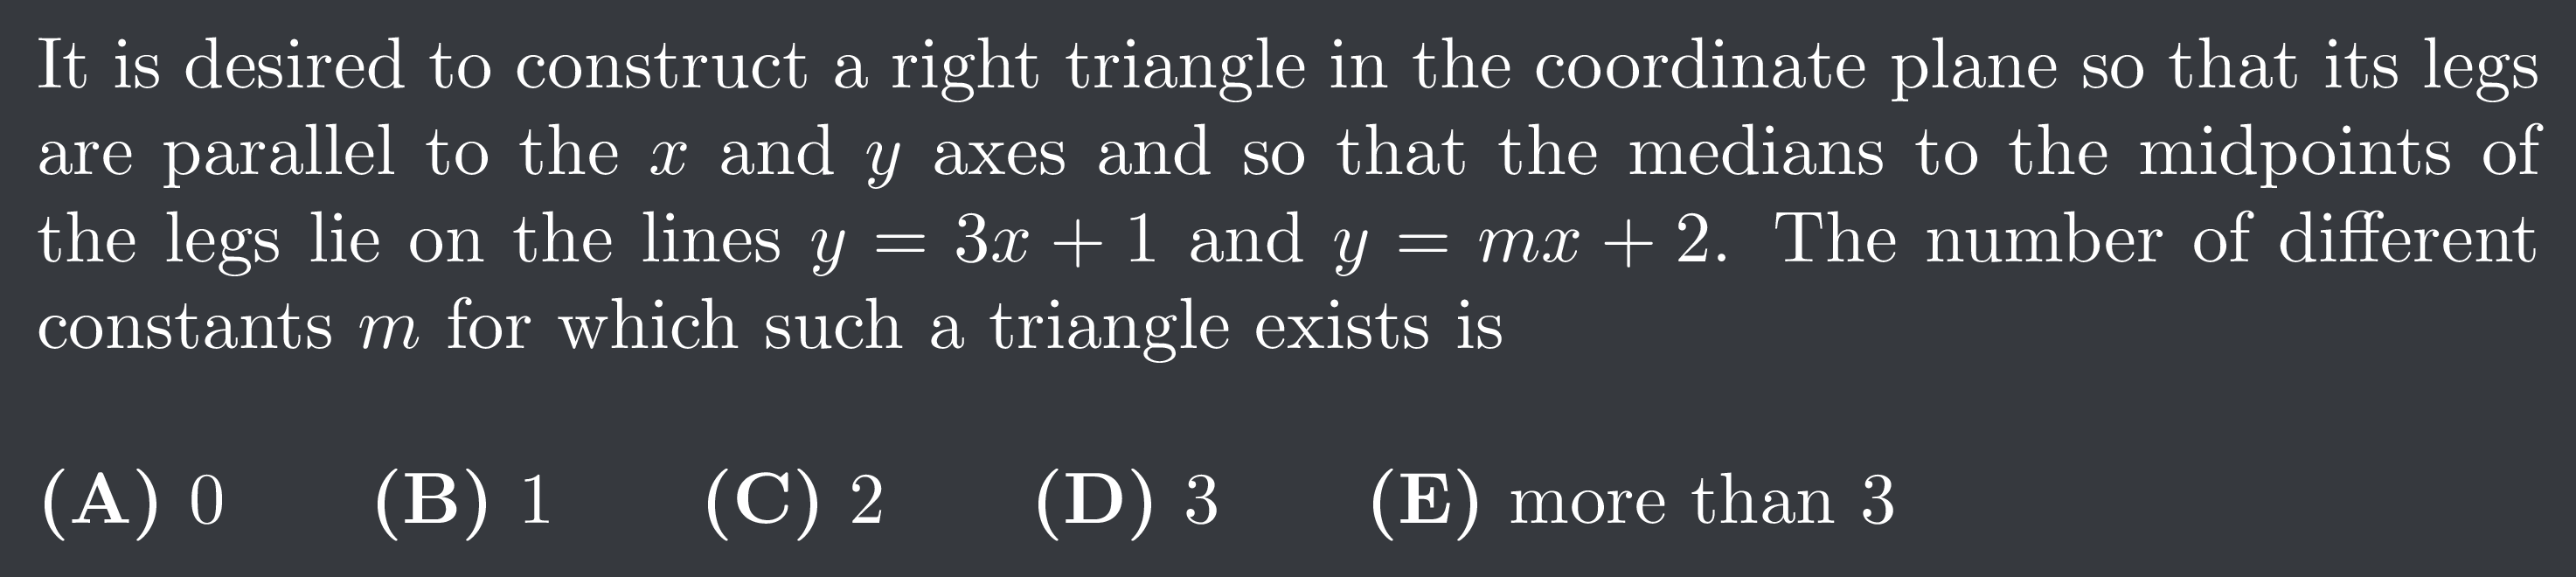 It is desired to construct a right triangle in the coordinate plane so that its legs
are parallel to the x and y axes and so that the medians to the midpoints of
the legs lie on the lines y = 3x + 1 and y = mx + 2. The number of different
constants m for which such a triangle exists is
(A) 0 (B) 1 (C) 2 (D) 3 (E) more than 3